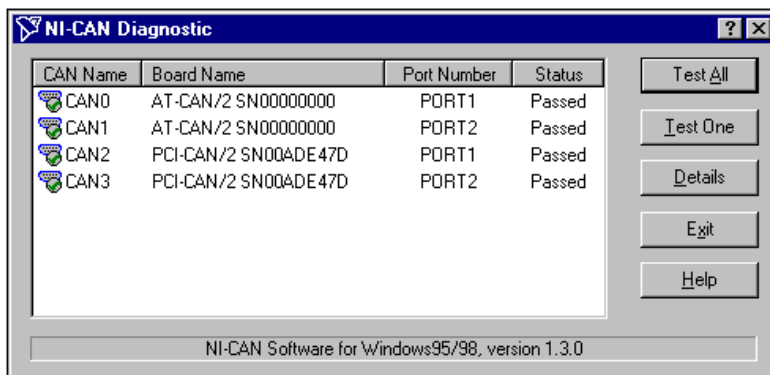 NI-CAN Diagnostic
CAN Name Board Name Port Number Status
CAN0 AT-CAN/2 SN00000000 PORT1 Passed
CAN1 AT-CAN/2 SN00000000 PORT2 Passed
CAN2 PCI-CAN/2 SN00ADE47D PORT1 Passed
CAN3 PCI-CAN/2 SN00ADE47D PORT2 Passed
Test All
Test One
Details
Exit
Help
NI-CAN Software for Windows95/98, version 1.3.0